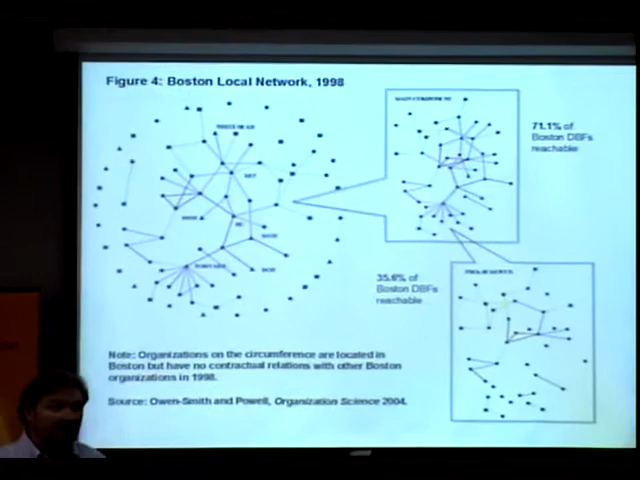 Figure 4: Boston Local Network, 1998
71.1% of
Boston DBFs
reachable
35.6% of
Boston DBFs
reachable
Note: Organizations on the circumference are located in
Boston but have no contractual relations with other Boston
organizations in 1998.
Source: Owen-Smith and Powell, Organization Science 2004.